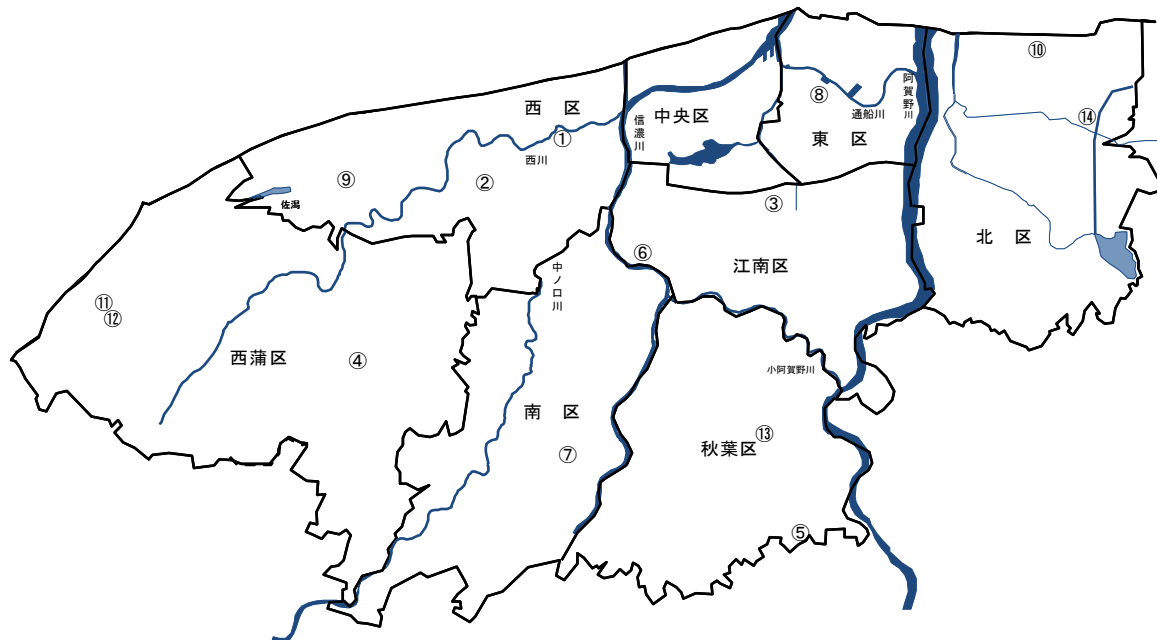 ⑩
西 区
①
西川
信濃川
中央区
⑧
通船川
阿賀野川
東 区
⑭
⑨
②
佐潟
③
北 区
⑥
江南区
中ノロ川
⑪
⑫
西蒲区
④
小阿賀野川
南 区
⑦
秋葉区
⑬
⑤